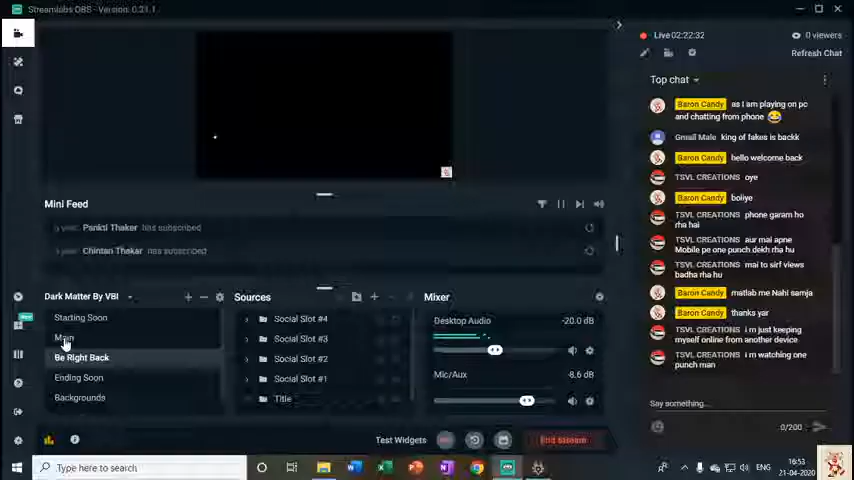 Streamlabs OBS - Version: 0.21.1
Live 02:22:32
0 viewers
Refresh Chat
Top chat
Baron Candy as I am playing on pc
and chatting from phone 😂
Gmail Male king of fakes is backk
Baron Candy hello welcome back
TSVL CREATIONS oye
Baron Candy boliye
TSVL CREATIONS phone garam ho
rha hai
TSVL CREATIONS aur mai apne
Mobile pe one punch dekh rha hu
TSVL CREATIONS mai to sirf views
badha rha hu
Baron Candy matlab me Nahi samja
Baron Candy thanks yar
TSVL CREATIONS i m just keeping
myself online from another device
TSVL CREATIONS i m watching one
punch man
Say something...
0/200
Mini Feed
Pankti Thaker has subscribed
Chintan Thakar has subscribed
Dark Matter By VBI
Starting Soon
Main
Be Right Back
Ending Soon
Backgrounds
Sources
Social Slot #4
Social Slot #3
Social Slot #2
Social Slot #1
Title
Mixer
Desktop Audio -20.0 dB
Mic/Aux -8.6 dB
New
Test Widgets
REC
End Stream
Type here to search
ENG
16:53
21-04-2020